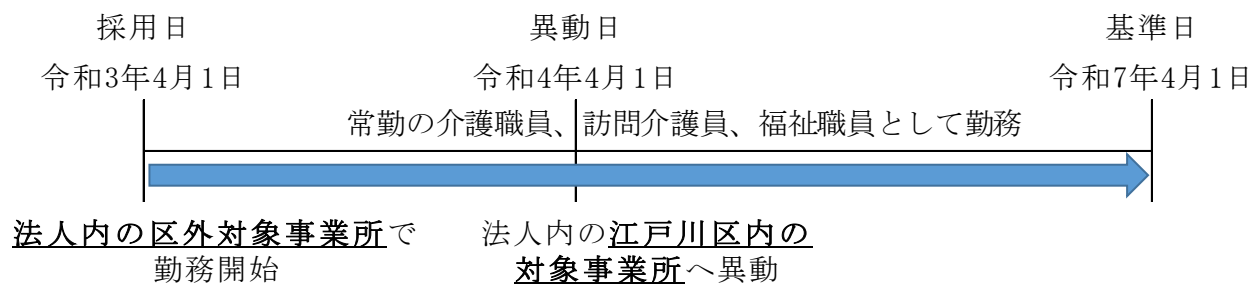 採用日 異動日 基準日
令和3年4月1日 令和4年4月1日 令和7年4月1日
常勤の介護職員、訪問介護員、福祉職員として勤務
法人内の区外対象事業所で
勤務開始
法人内の江戸川区内の
対象事業所へ異動